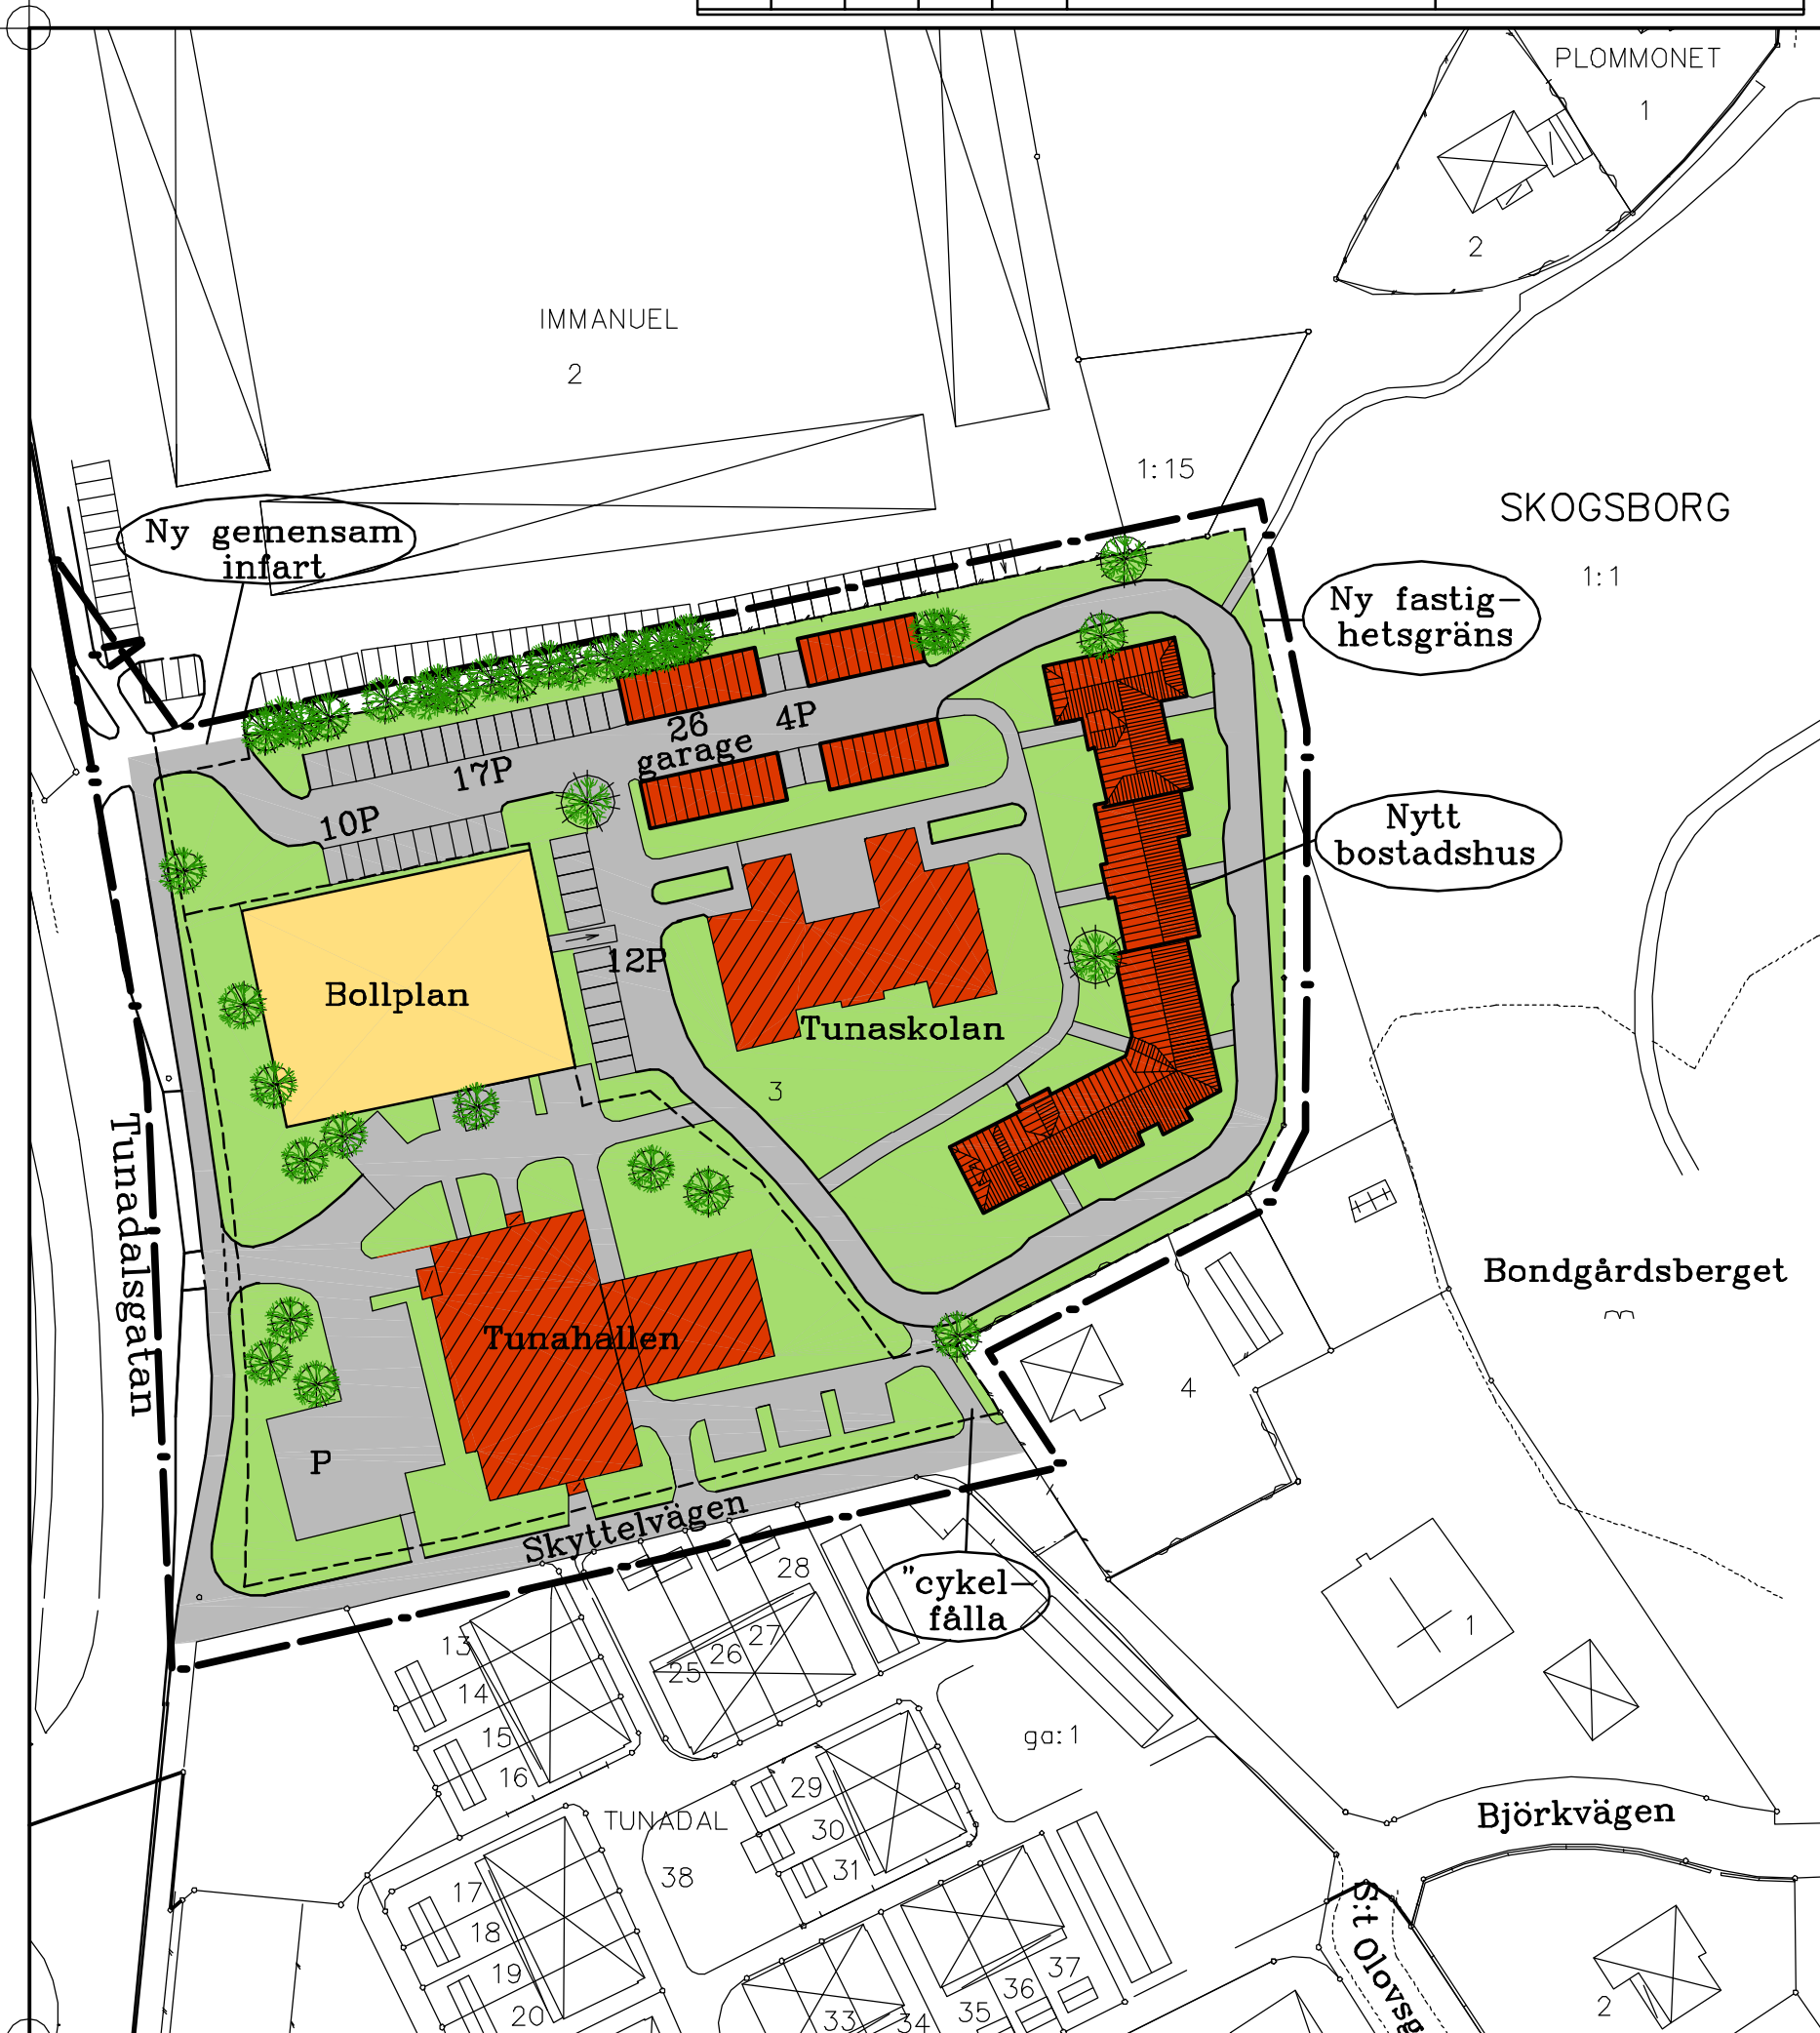 PLOMMONET
1
2
IMMANUEL
2
1:15
SKOGSBORG
1:1
Ny gemensam
infart
Ny fastig-
hetsgräns
26
garage
4P
17P
10P
Nytt
bostadshus
12P
Bollplan
Tunaskolan
3
Tunadalsgatan
Bondgårdsberget
Tunahallen
4
P
Skyttelvägen
"cykel-
fålla
28
27
26
25
13
14
15
16
1
ga:1
29
30
31
TUNADAL
38
Björkvägen
17
18
19
20
33
34
35
36
37
S:t Olovsg
2